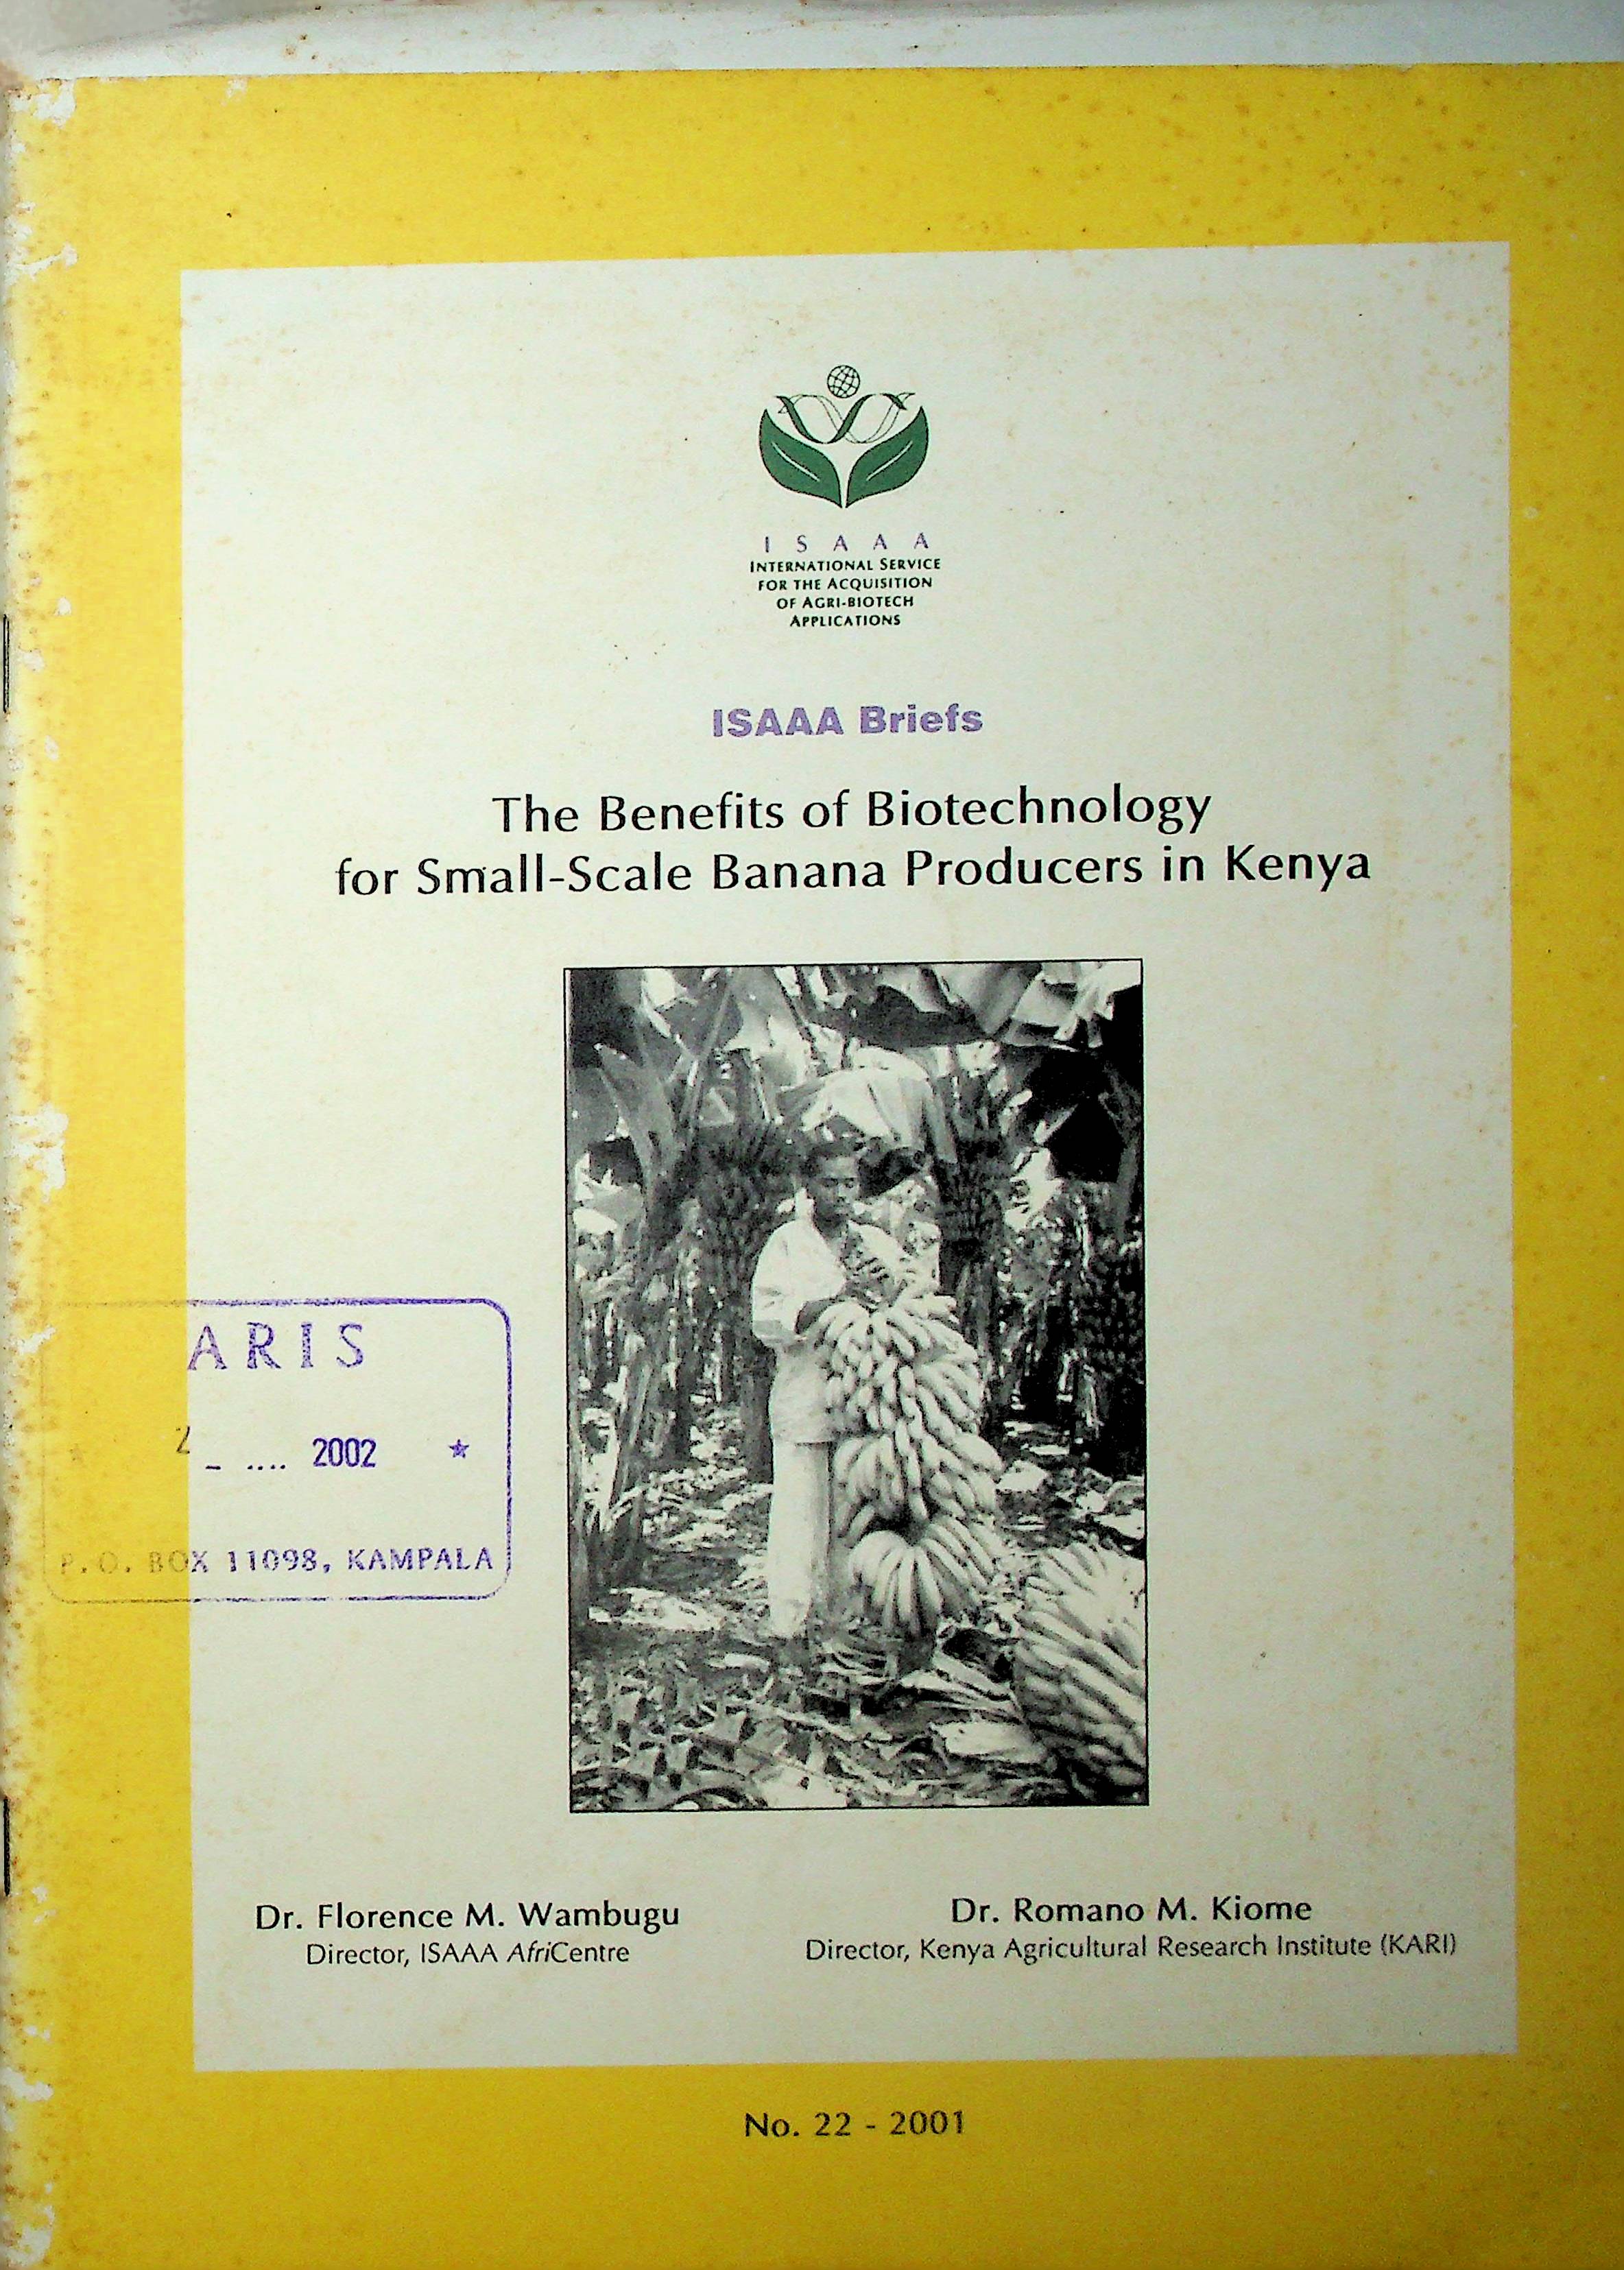 I S A A A
INTERNATIONAL SERVICE
FOR THE ACQUISITION
OF AGRI-BIOTECH
APPLICATIONS
ISAAA Briefs
The Benefits of Biotechnology
for Small-Scale Banana Producers in Kenya
ARIS
2002 *
P.O. BOX 11098, KAMPALA
Dr. Florence M. Wambugu
Director, ISAAA AfriCentre
Dr. Romano M. Kiome
Director, Kenya Agricultural Research Institute (KARI)
No. 22 - 2001